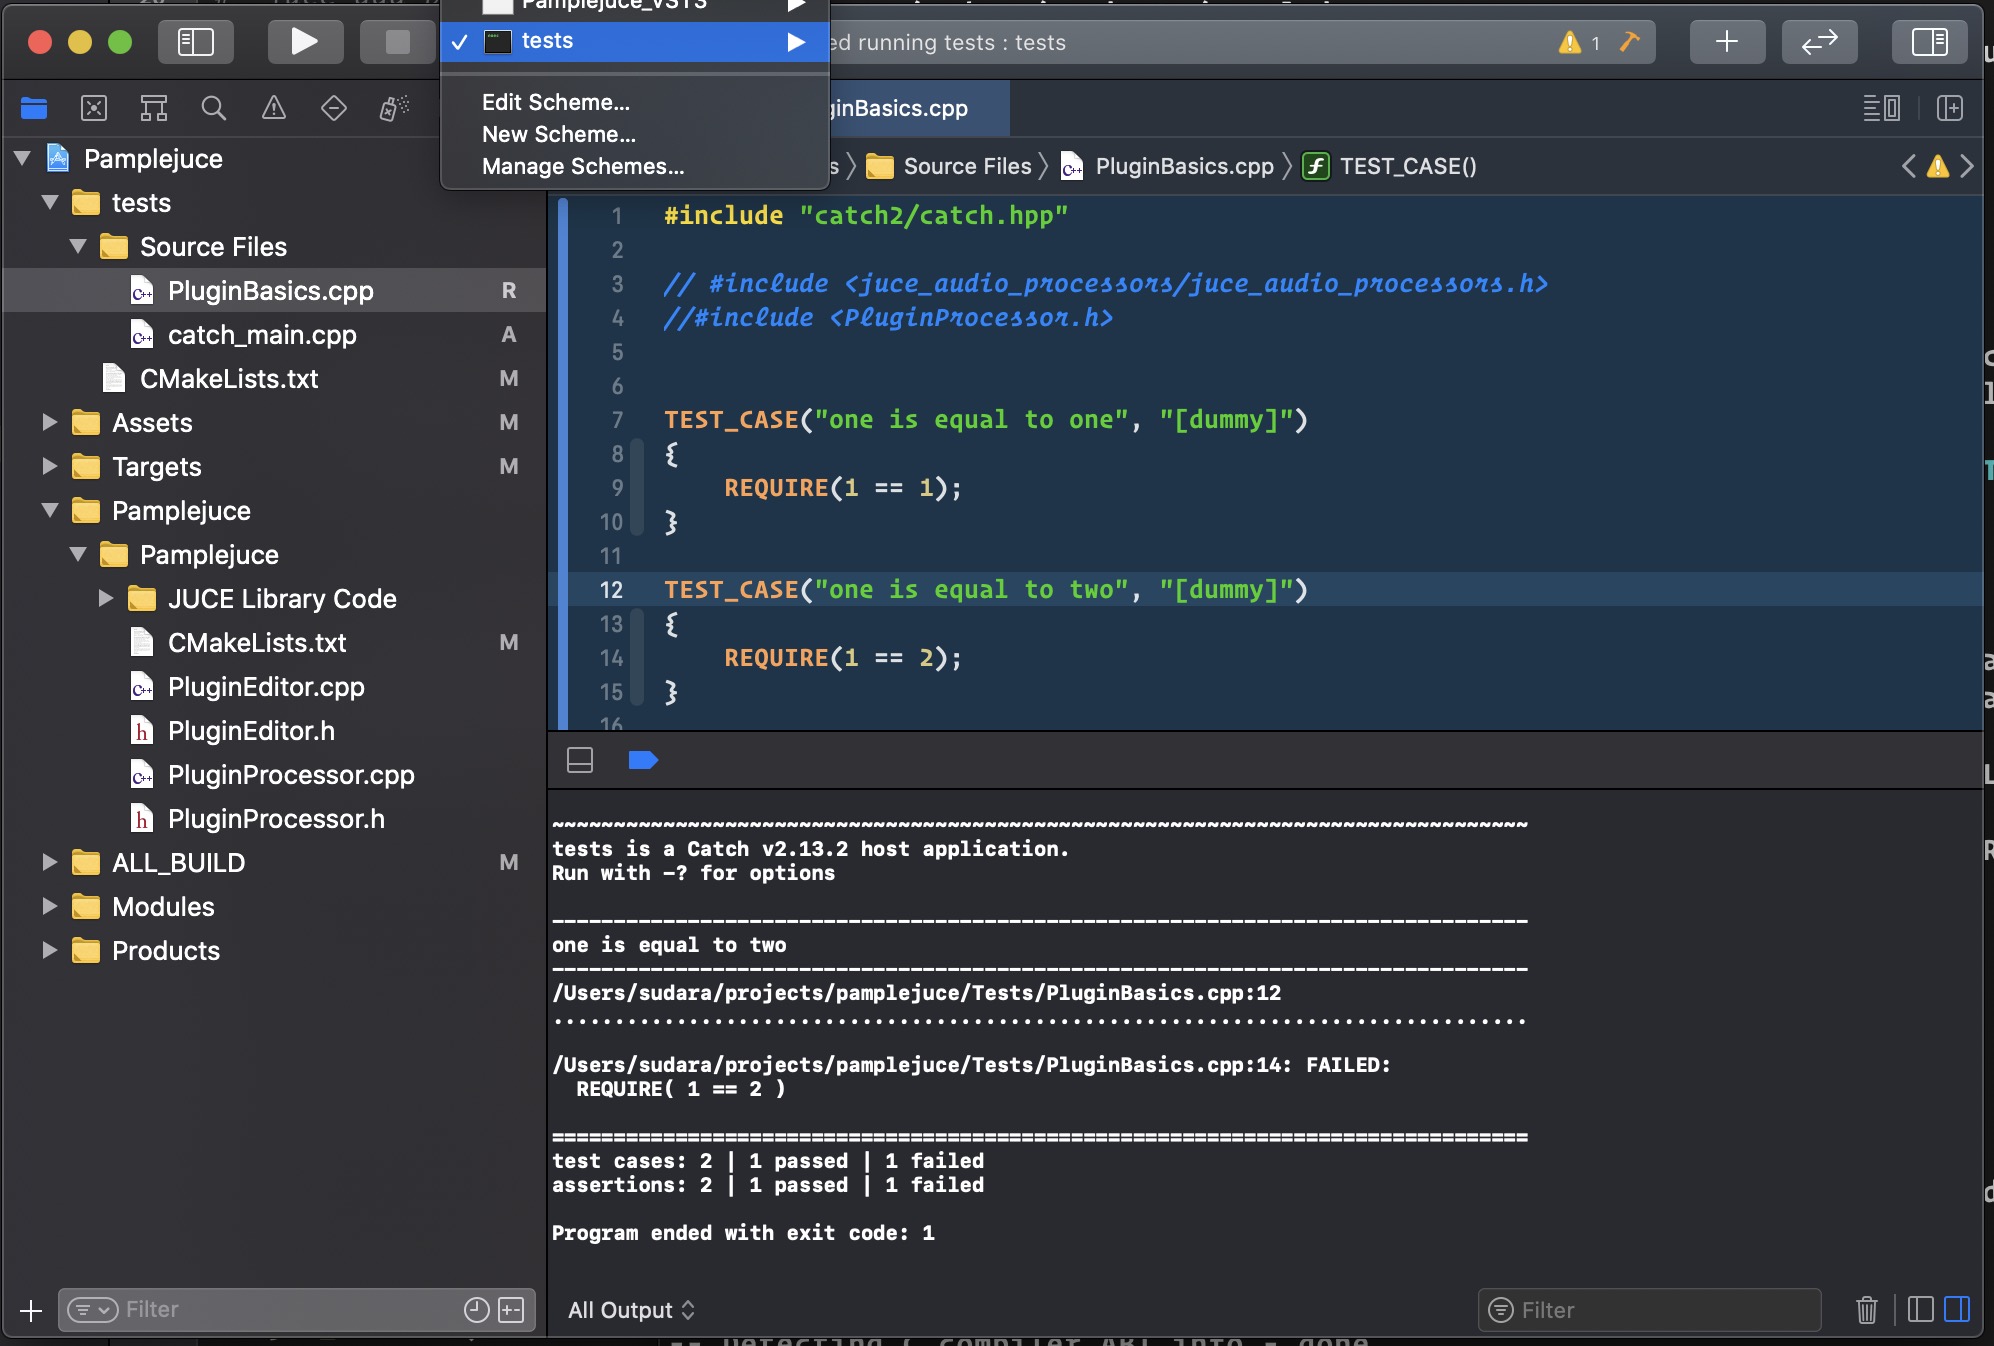 Pamplejuce_VST3
tests
ed running tests : tests
1
Edit Scheme...
New Scheme...
Manage Schemes...
ginBasics.cpp
s
Source Files
PluginBasics.cpp
TEST_CASE()
Pamplejuce
tests
Source Files
PluginBasics.cpp R
catch_main.cpp A
CMakeLists.txt M
Assets M
Targets M
Pamplejuce
Pamplejuce
JUCE Library Code
CMakeLists.txt M
PluginEditor.cpp
PluginEditor.h
PluginProcessor.cpp
PluginProcessor.h
ALL_BUILD M
Modules
Products
Filter
1 #include "catch2/catch.hpp"
2
3 // #include <juce_audio_processors/juce_audio_processors.h>
4 //#include <PluginProcessor.h>
5
6
7 TEST_CASE("one is equal to one", "[dummy]")
8 {
9 REQUIRE(1 == 1);
10 }
11
12 TEST_CASE("one is equal to two", "[dummy]")
13 {
14 REQUIRE(1 == 2);
15 }
16
~~~~~~~~~~~~~~~~~~~~~~~~~~~~~~~~~~~~~~~~~~~~~~~~~~~~~~~~~~~~~~~~~~~~~~~~~~~~~~~
tests is a Catch v2.13.2 host application.
Run with -? for options
-------------------------------------------------------------------------------
one is equal to two
-------------------------------------------------------------------------------
/Users/sudara/projects/pamplejuce/Tests/PluginBasics.cpp:12
...............................................................................
/Users/sudara/projects/pamplejuce/Tests/PluginBasics.cpp:14: FAILED:
REQUIRE( 1 == 2 )
===============================================================================
test cases: 2 | 1 passed | 1 failed
assertions: 2 | 1 passed | 1 failed
Program ended with exit code: 1
All Output
Filter
-- Detecting C compiler ABI info - done